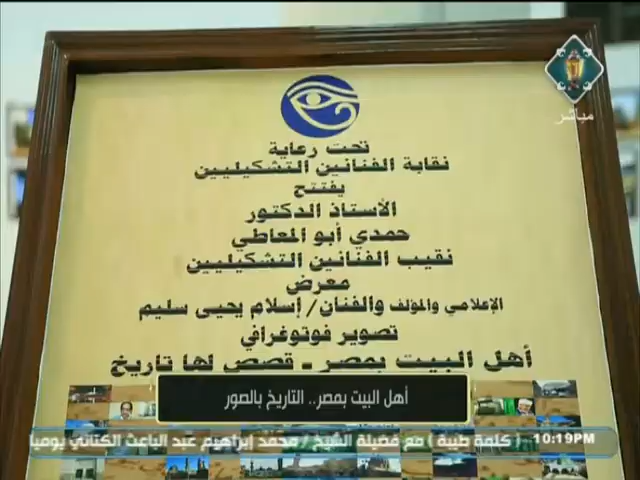 مباشر
تحت رعاية
نقابة الفنانين التشكيليين
يفتتح
الأستاذ الدكتور
حمدي أبو المعاطي
نقيب الفنانين التشكيليين
معرض
الإعلامي والمؤلف والفنان/ إسلام يحيى سليم
تصوير فوتوغرافي
أهل البيت بمصر ـ قصص لها تاريخ
أهل البيت بمصر.. التاريخ بالصور
( كلمة طيبة ) مع فضيلة الشيخ / محمد إبراهيم عبد الباعث الكتاني يوميا
10:19PM